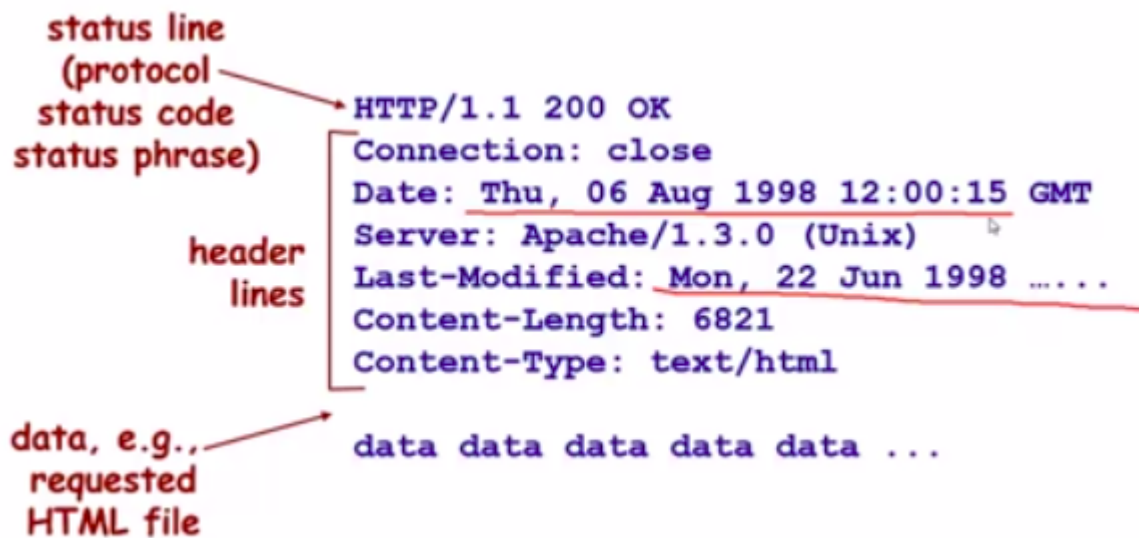 status line
(protocol
status code
status phrase)
HTTP/1.1 200 OK
Connection: close
Date: Thu, 06 Aug 1998 12:00:15 GMT
Server: Apache/1.3.0 (Unix)
Last-Modified: Mon, 22 Jun 1998 …...
Content-Length: 6821
Content-Type: text/html
header
lines
data, e.g.,
requested
HTML file
data data data data data ...